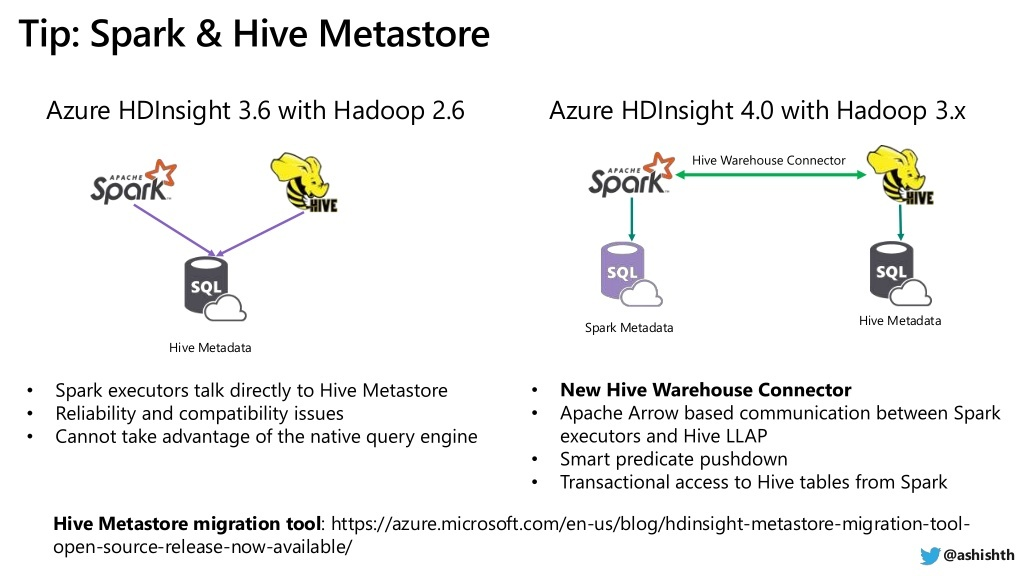 Tip: Spark & Hive Metastore
Azure HDInsight 3.6 with Hadoop 2.6
APACHE
Spark™
HIVE
SQL
Hive Metadata
• Spark executors talk directly to Hive Metastore
• Reliability and compatibility issues
• Cannot take advantage of the native query engine
Azure HDInsight 4.0 with Hadoop 3.x
Hive Warehouse Connector
APACHE
Spark™
HIVE
SQL
SQL
Spark Metadata
Hive Metadata
• New Hive Warehouse Connector
• Apache Arrow based communication between Spark
executors and Hive LLAP
• Smart predicate pushdown
• Transactional access to Hive tables from Spark
Hive Metastore migration tool: https://azure.microsoft.com/en-us/blog/hdinsight-metastore-migration-tool-
open-source-release-now-available/
@ashishth